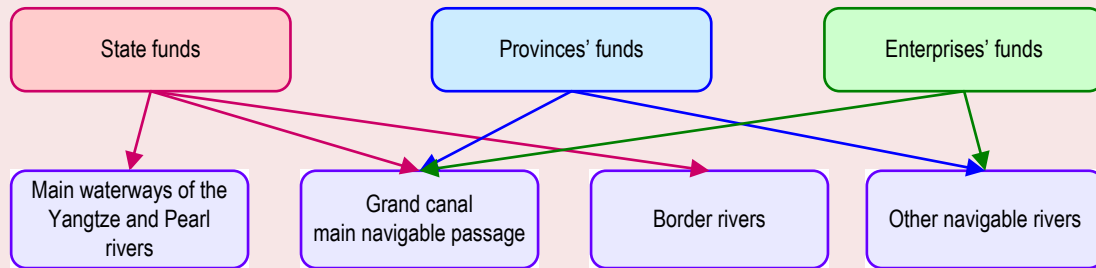 State funds
Provinces’ funds
Enterprises’ funds
Main waterways of the
Yangtze and Pearl
rivers
Grand canal
main navigable passage
Border rivers
Other navigable rivers